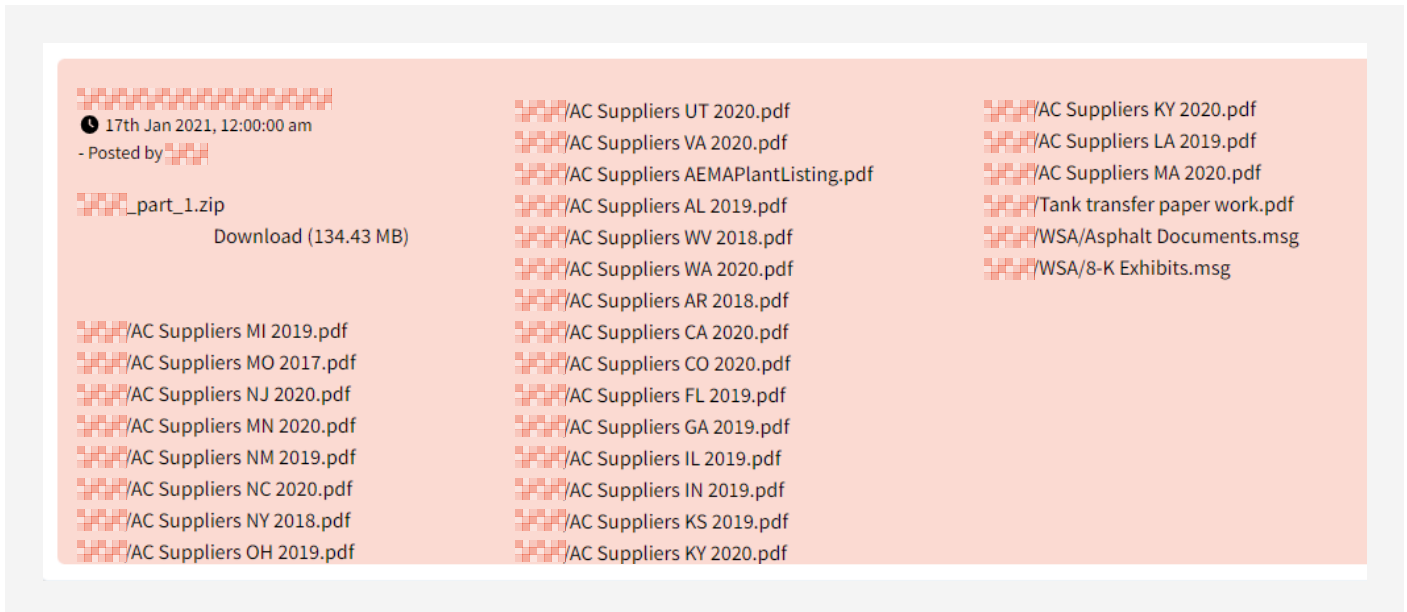 17th Jan 2021, 12:00:00 am
- Posted by
_part_1.zip
Download (134.43 MB)
/AC Suppliers MI 2019.pdf
/AC Suppliers MO 2017.pdf
/AC Suppliers NJ 2020.pdf
/AC Suppliers MN 2020.pdf
/AC Suppliers NM 2019.pdf
/AC Suppliers NC 2020.pdf
/AC Suppliers NY 2018.pdf
/AC Suppliers OH 2019.pdf
/AC Suppliers UT 2020.pdf
/AC Suppliers VA 2020.pdf
/AC Suppliers AEMAPlantListing.pdf
/AC Suppliers AL 2019.pdf
/AC Suppliers WV 2018.pdf
/AC Suppliers WA 2020.pdf
/AC Suppliers AR 2018.pdf
/AC Suppliers CA 2020.pdf
/AC Suppliers CO 2020.pdf
/AC Suppliers FL 2019.pdf
/AC Suppliers GA 2019.pdf
/AC Suppliers IL 2019.pdf
/AC Suppliers IN 2019.pdf
/AC Suppliers KS 2019.pdf
/AC Suppliers KY 2020.pdf
/AC Suppliers KY 2020.pdf
/AC Suppliers LA 2019.pdf
/AC Suppliers MA 2020.pdf
/Tank transfer paper work.pdf
/WSA/Asphalt Documents.msg
/WSA/8-K Exhibits.msg